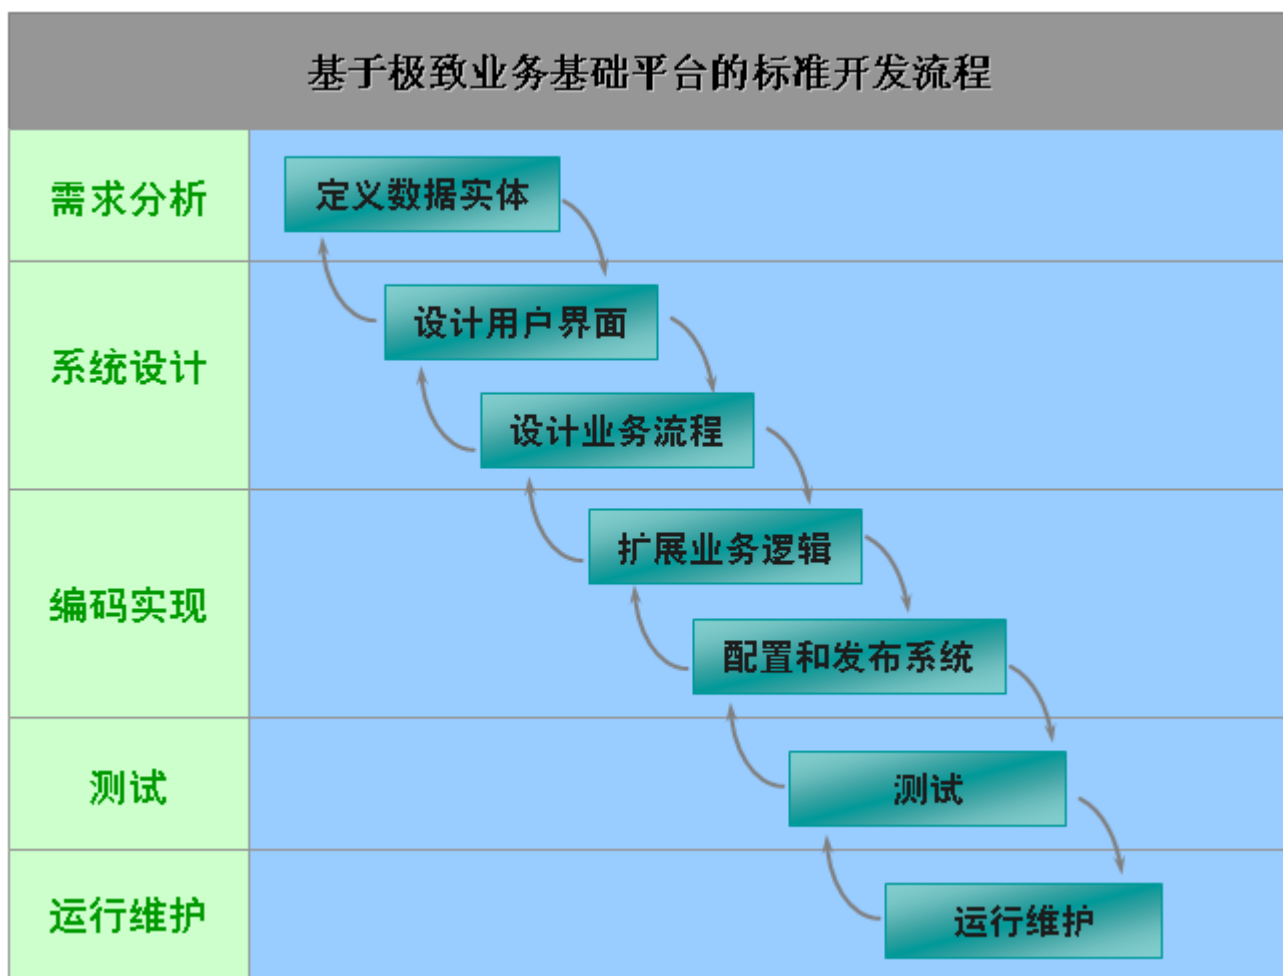 基于极致业务基础平台的标准开发流程
需求分析
定义数据实体
系统设计
设计用户界面
设计业务流程
编码实现
扩展业务逻辑
配置和发布系统
测试
测试
运行维护
运行维护